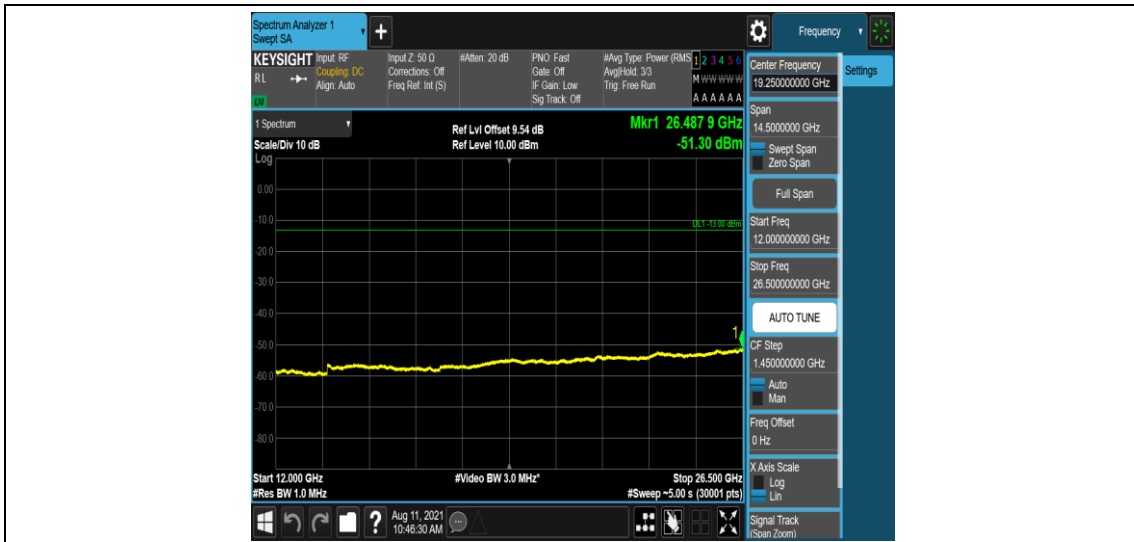 Spectrum Analyzer 1
Swept SA
+
Frequency
KEYSIGHT
RL
LM
Input: RF
Coupling: DC
Align: Auto
Input Z: 50 Ω
Corrections: Off
Freq Ref: Int (S)
#Atten: 20 dB
PNO: Fast
Gate: Off
IF Gain: Low
Sig Track: Off
#Avg Type: Power (RMS
Avg|Hold: 3/3
Trig: Free Run
1 2 3 4 5 6
M W W W W W
A A A A A A
1 Spectrum
Scale/Div 10 dB
Log
Ref Lvl Offset 9.54 dB
Ref Level 10.00 dBm
Mkr1 26.487 9 GHz
-51.30 dBm
0.00
-10.0
DL1 -13.00 dBm
-20.0
-30.0
-40.0
1
-50.0
-60.0
-70.0
-80.0
Start 12.000 GHz
#Res BW 1.0 MHz
#Video BW 3.0 MHz*
Stop 26.500 GHz
#Sweep ~5.00 s (30001 pts)
?
Aug 11, 2021
10:46:30 AM
Center Frequency
19.250000000 GHz
Settings
Span
14.5000000 GHz
Swept Span
Zero Span
Full Span
Start Freq
12.000000000 GHz
Stop Freq
26.500000000 GHz
AUTO TUNE
CF Step
1.450000000 GHz
Auto
Man
Freq Offset
0 Hz
X Axis Scale
Log
Lin
Signal Track
(Span Zoom)